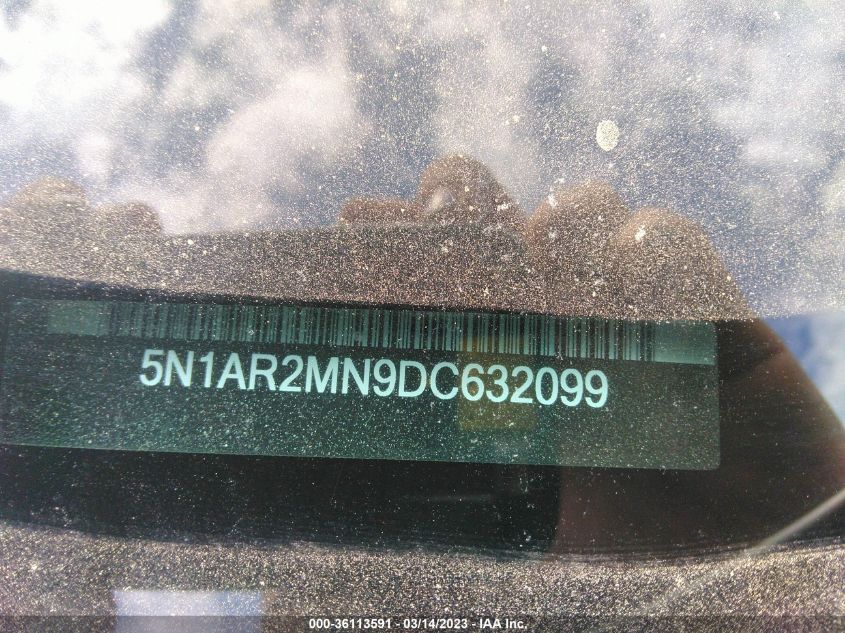 5N1AR2MN9DC632099
000-36113591 - 03/14/2023 - IAA Inc.